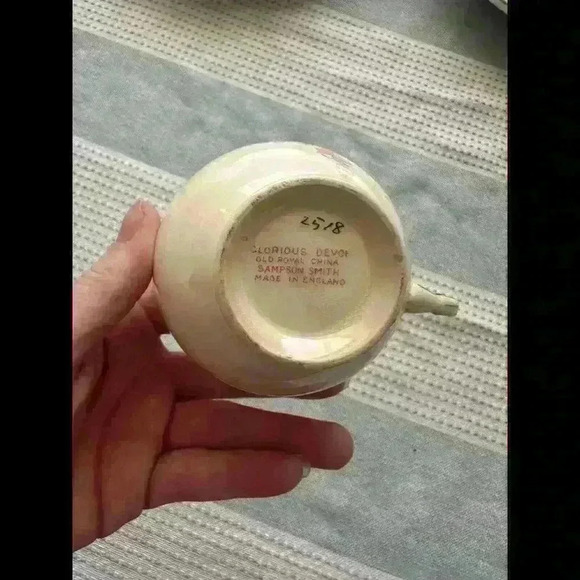 2518
GLORIOUS DEVON
OLD ROYAL CHINA
SAMPSON SMITH
MADE IN ENGLAND